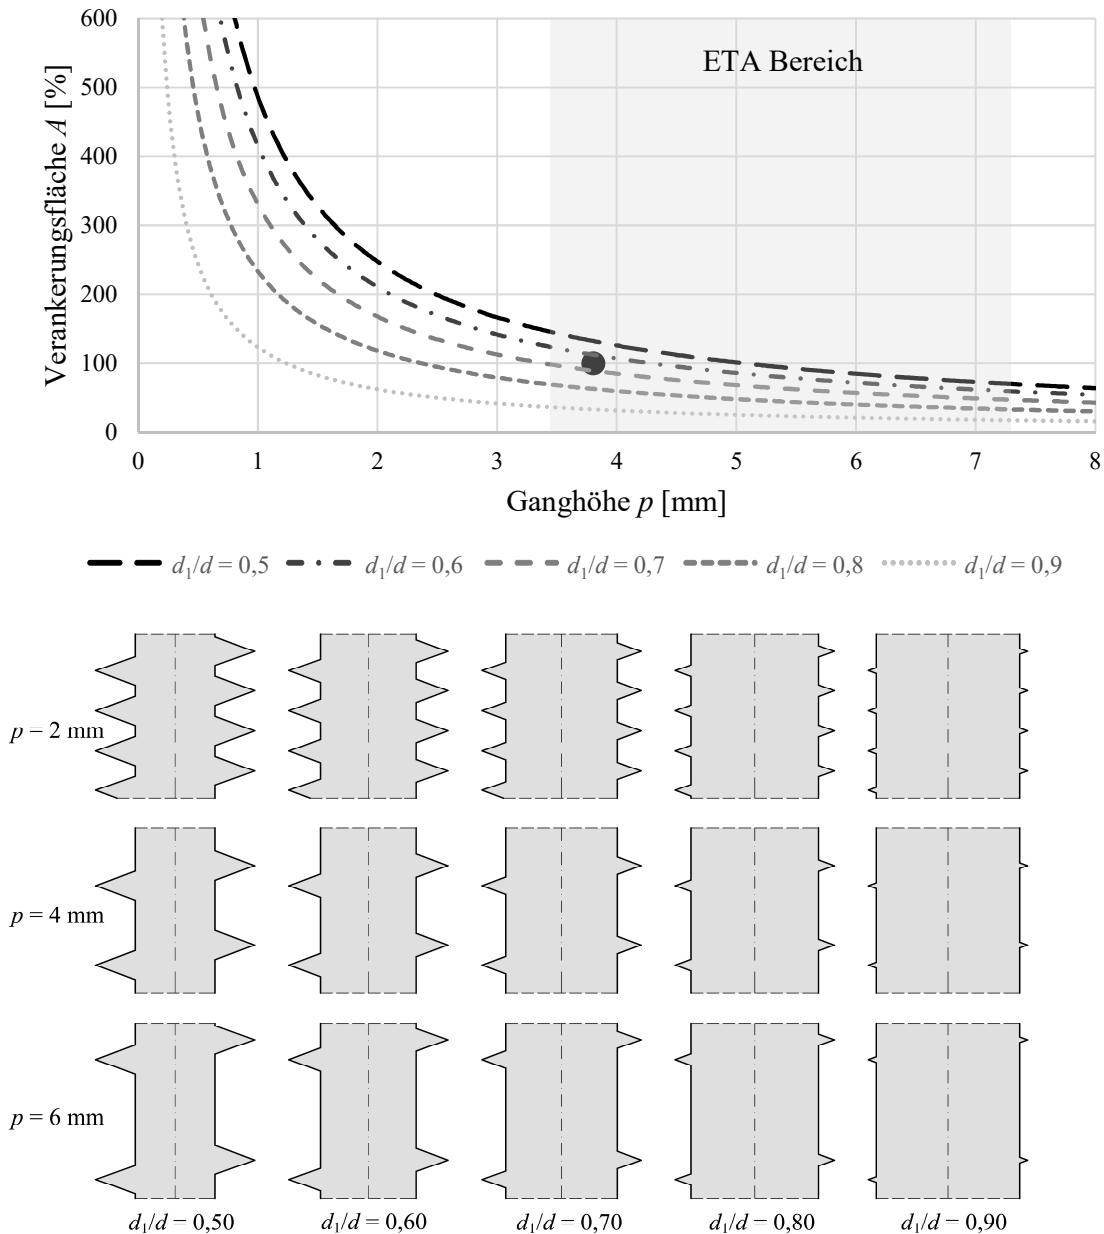 600
ETA Bereich
500
400
300
200
100
0
Verankerungsfläche A [%]
0 1 2 3 4 5 6 7 8
Ganghöhe p [mm]
d₁/d = 0,5 d₁/d = 0,6 d₁/d = 0,7 d₁/d = 0,8 d₁/d = 0,9
p = 2 mm
p = 4 mm
p = 6 mm
d₁/d = 0,50 d₁/d = 0,60 d₁/d = 0,70 d₁/d = 0,80 d₁/d = 0,90